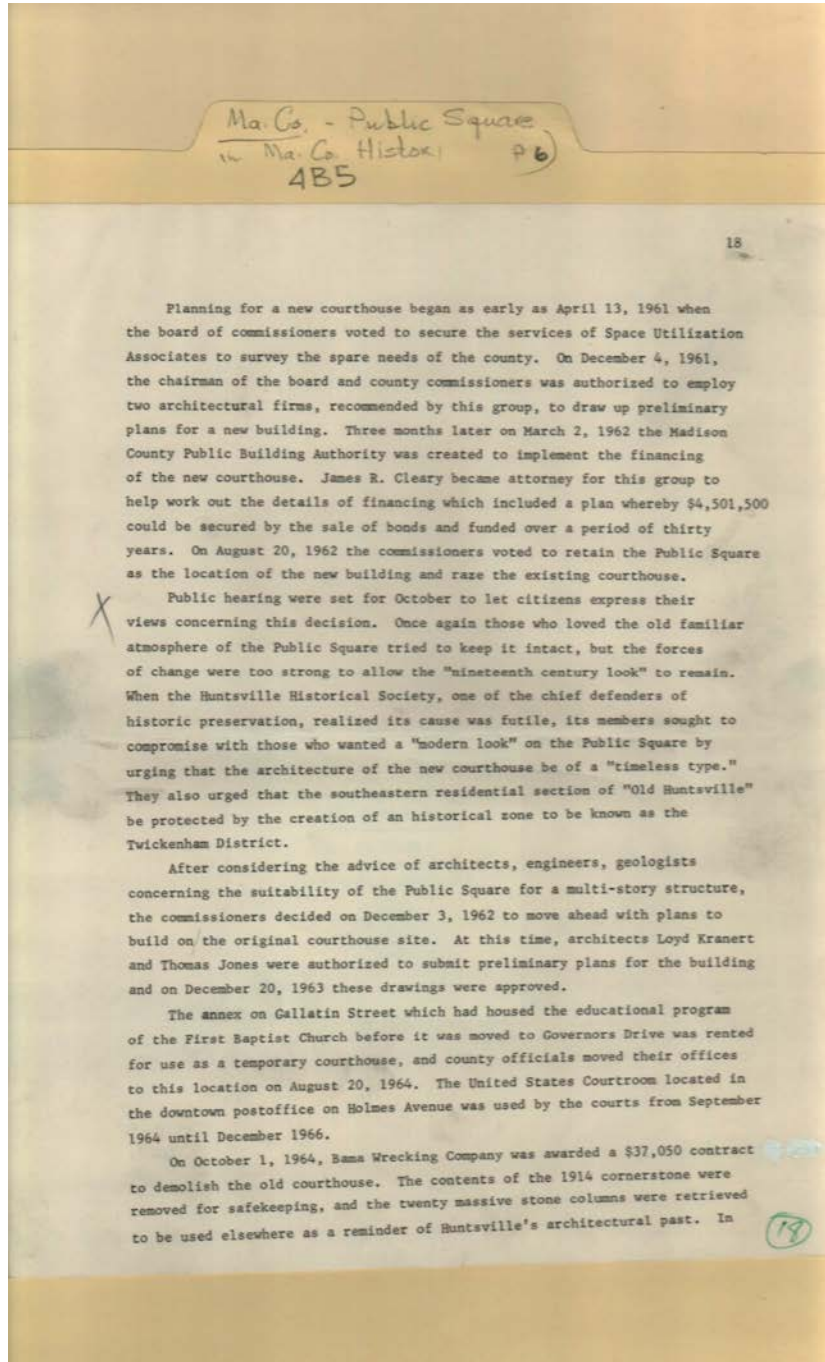 Ma. Co. - Public Square
in Ma. Co. Histor p 6)
4B5
18
Planning for a new courthouse began as early as April 13, 1961 when
the board of commissioners voted to secure the services of Space Utilization
Associates to survey the spare needs of the county. On December 4, 1961,
the chairman of the board and county commissioners was authorized to employ
two architectural firms, recommended by this group, to draw up preliminary
plans for a new building. Three months later on March 2, 1962 the Madison
County Public Building Authority was created to implement the financing
of the new courthouse. James R. Cleary became attorney for this group to
help work out the details of financing which included a plan whereby $4,501,500
could be secured by the sale of bonds and funded over a period of thirty
years. On August 20, 1962 the commissioners voted to retain the Public Square
as the location of the new building and raze the existing courthouse.
X Public hearing were set for October to let citizens express their
views concerning this decision. Once again those who loved the old familiar
atmosphere of the Public Square tried to keep it intact, but the forces
of change were too strong to allow the "nineteenth century look" to remain.
When the Huntsville Historical Society, one of the chief defenders of
historic preservation, realized its cause was futile, its members sought to
compromise with those who wanted a "modern look" on the Public Square by
urging that the architecture of the new courthouse be of a "timeless type."
They also urged that the southeastern residential section of "Old Huntsville"
be protected by the creation of an historical zone to be known as the
Twickenham District.
After considering the advice of architects, engineers, geologists
concerning the suitability of the Public Square for a multi-story structure,
the commissioners decided on December 3, 1962 to move ahead with plans to
build on the original courthouse site. At this time, architects Loyd Kranert
and Thomas Jones were authorized to submit preliminary plans for the building
and on December 20, 1963 these drawings were approved.
The annex on Gallatin Street which had housed the educational program
of the First Baptist Church before it was moved to Governors Drive was rented
for use as a temporary courthouse, and county officials moved their offices
to this location on August 20, 1964. The United States Courtroom located in
the downtown postoffice on Holmes Avenue was used by the courts from September
1964 until December 1966.
On October 1, 1964, Bama Wrecking Company was awarded a $37,050 contract
to demolish the old courthouse. The contents of the 1914 cornerstone were
removed for safekeeping, and the twenty massive stone columns were retrieved
to be used elsewhere as a reminder of Huntsville's architectural past. In
18